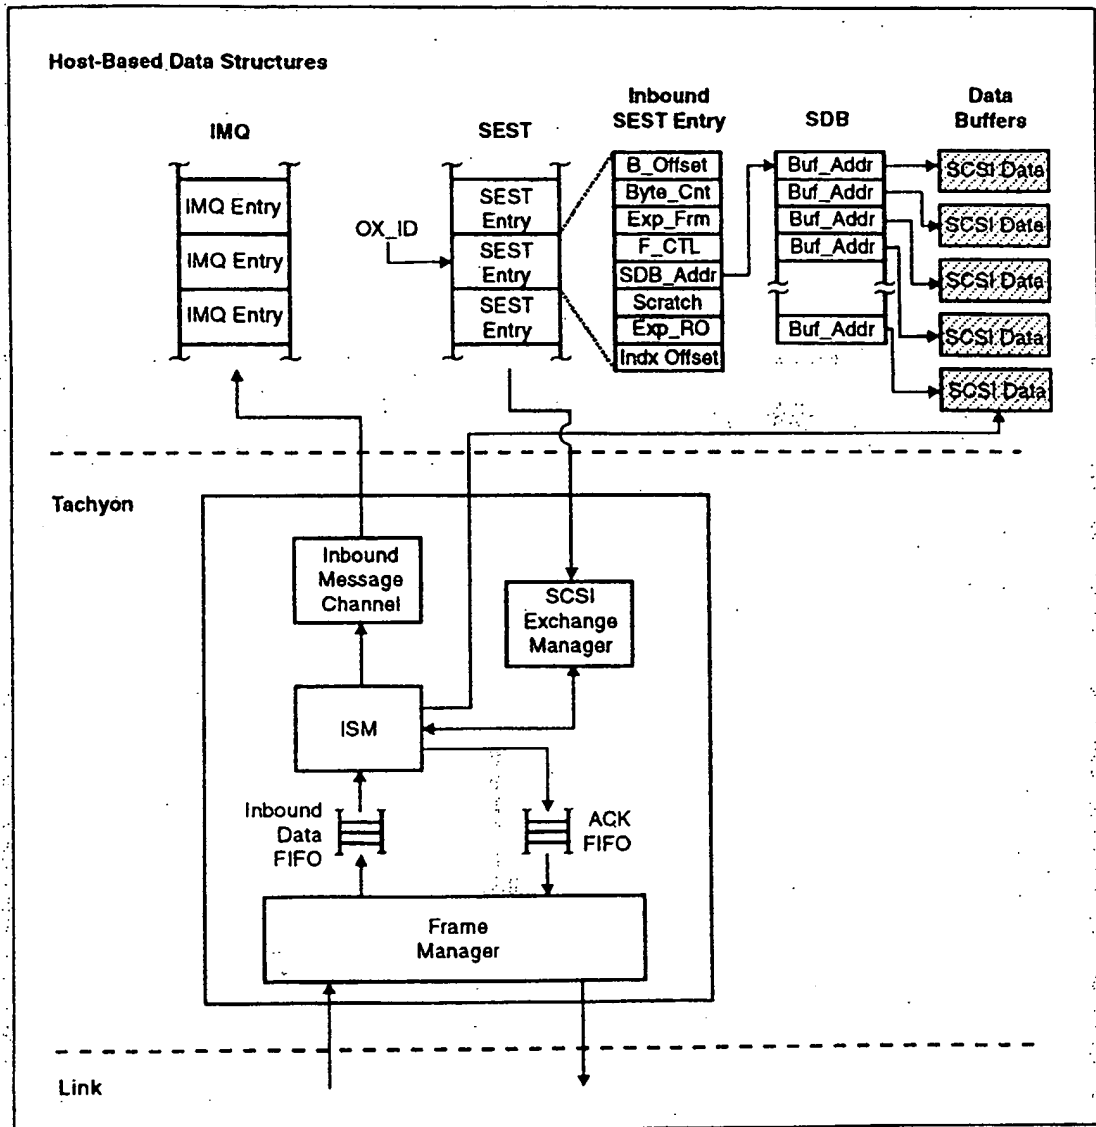 Host-Based Data Structures
IMQ
SEST
Inbound
SEST Entry
SDB
Data
Buffers
IMQ Entry
IMQ Entry
IMQ Entry
OX_ID
SEST
Entry
SEST
Entry
SEST
Entry
B_Offset
Byte_Cnt
Exp_Frm
F_CTL
SDB_Addr
Scratch
Exp_RO
Indx Offset
Buf_Addr
Buf_Addr
Buf_Addr
Buf_Addr
Buf_Addr
SCSI Data
SCSI Data
SCSI Data
SCSI Data
SCSI Data
Tachyon
Inbound
Message
Channel
SCSI
Exchange
Manager
ISM
Inbound
Data
FIFO
ACK
FIFO
Frame
Manager
Link